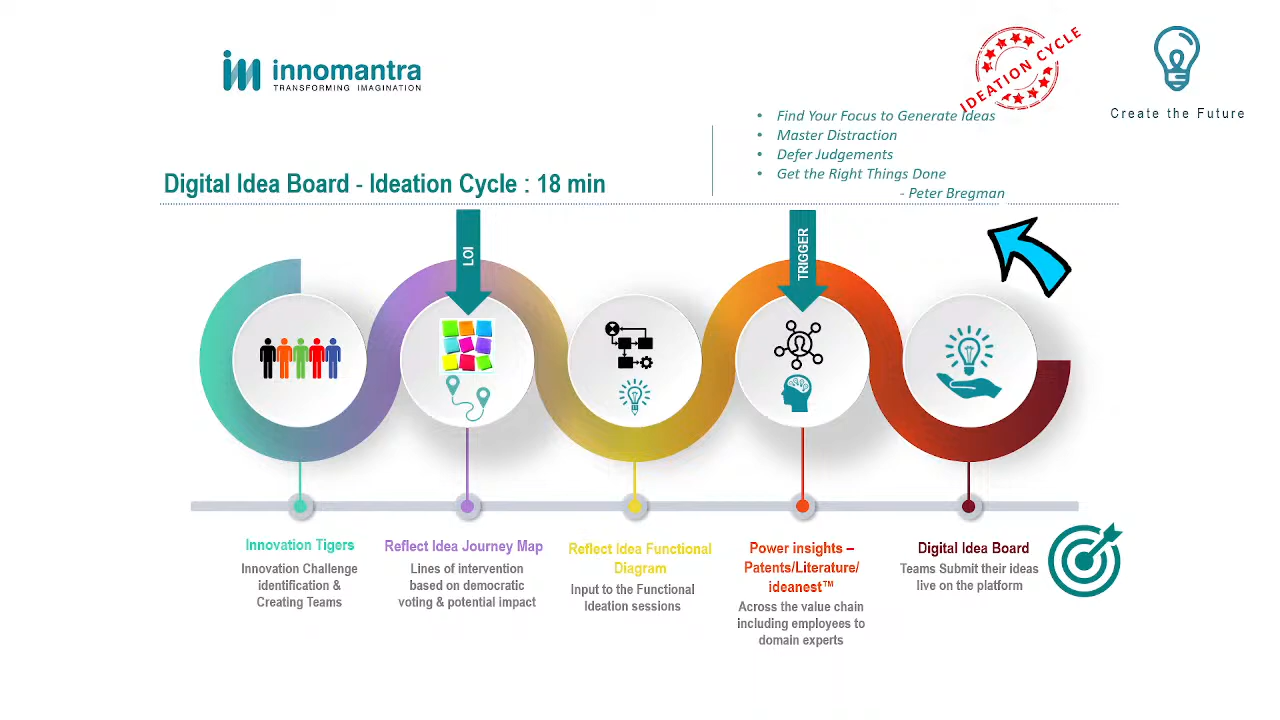 innomantra
TRANSFORMING IMAGINATION
IDEATION CYCLE
Create the Future
• Find Your Focus to Generate Ideas
• Master Distraction
• Defer Judgements
• Get the Right Things Done
- Peter Bregman
Digital Idea Board - Ideation Cycle : 18 min
LOI
TRIGGER
Innovation Tigers
Innovation Challenge
identification &
Creating Teams
Reflect Idea Journey Map
Lines of intervention
based on democratic
voting & potential impact
Reflect Idea Functional
Diagram
Input to the Functional
Ideation sessions
Power insights –
Patents/Literature/
ideanest™
Across the value chain
including employees to
domain experts
Digital Idea Board
Teams Submit their ideas
live on the platform